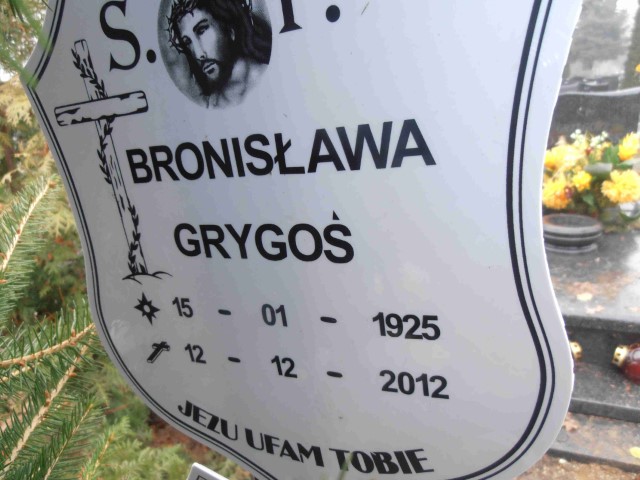 Ś. P.
BRONISŁAWA
GRYGOŚ
15 - 01 - 1925
12 - 12 - 2012
JEZU UFAM TOBIE